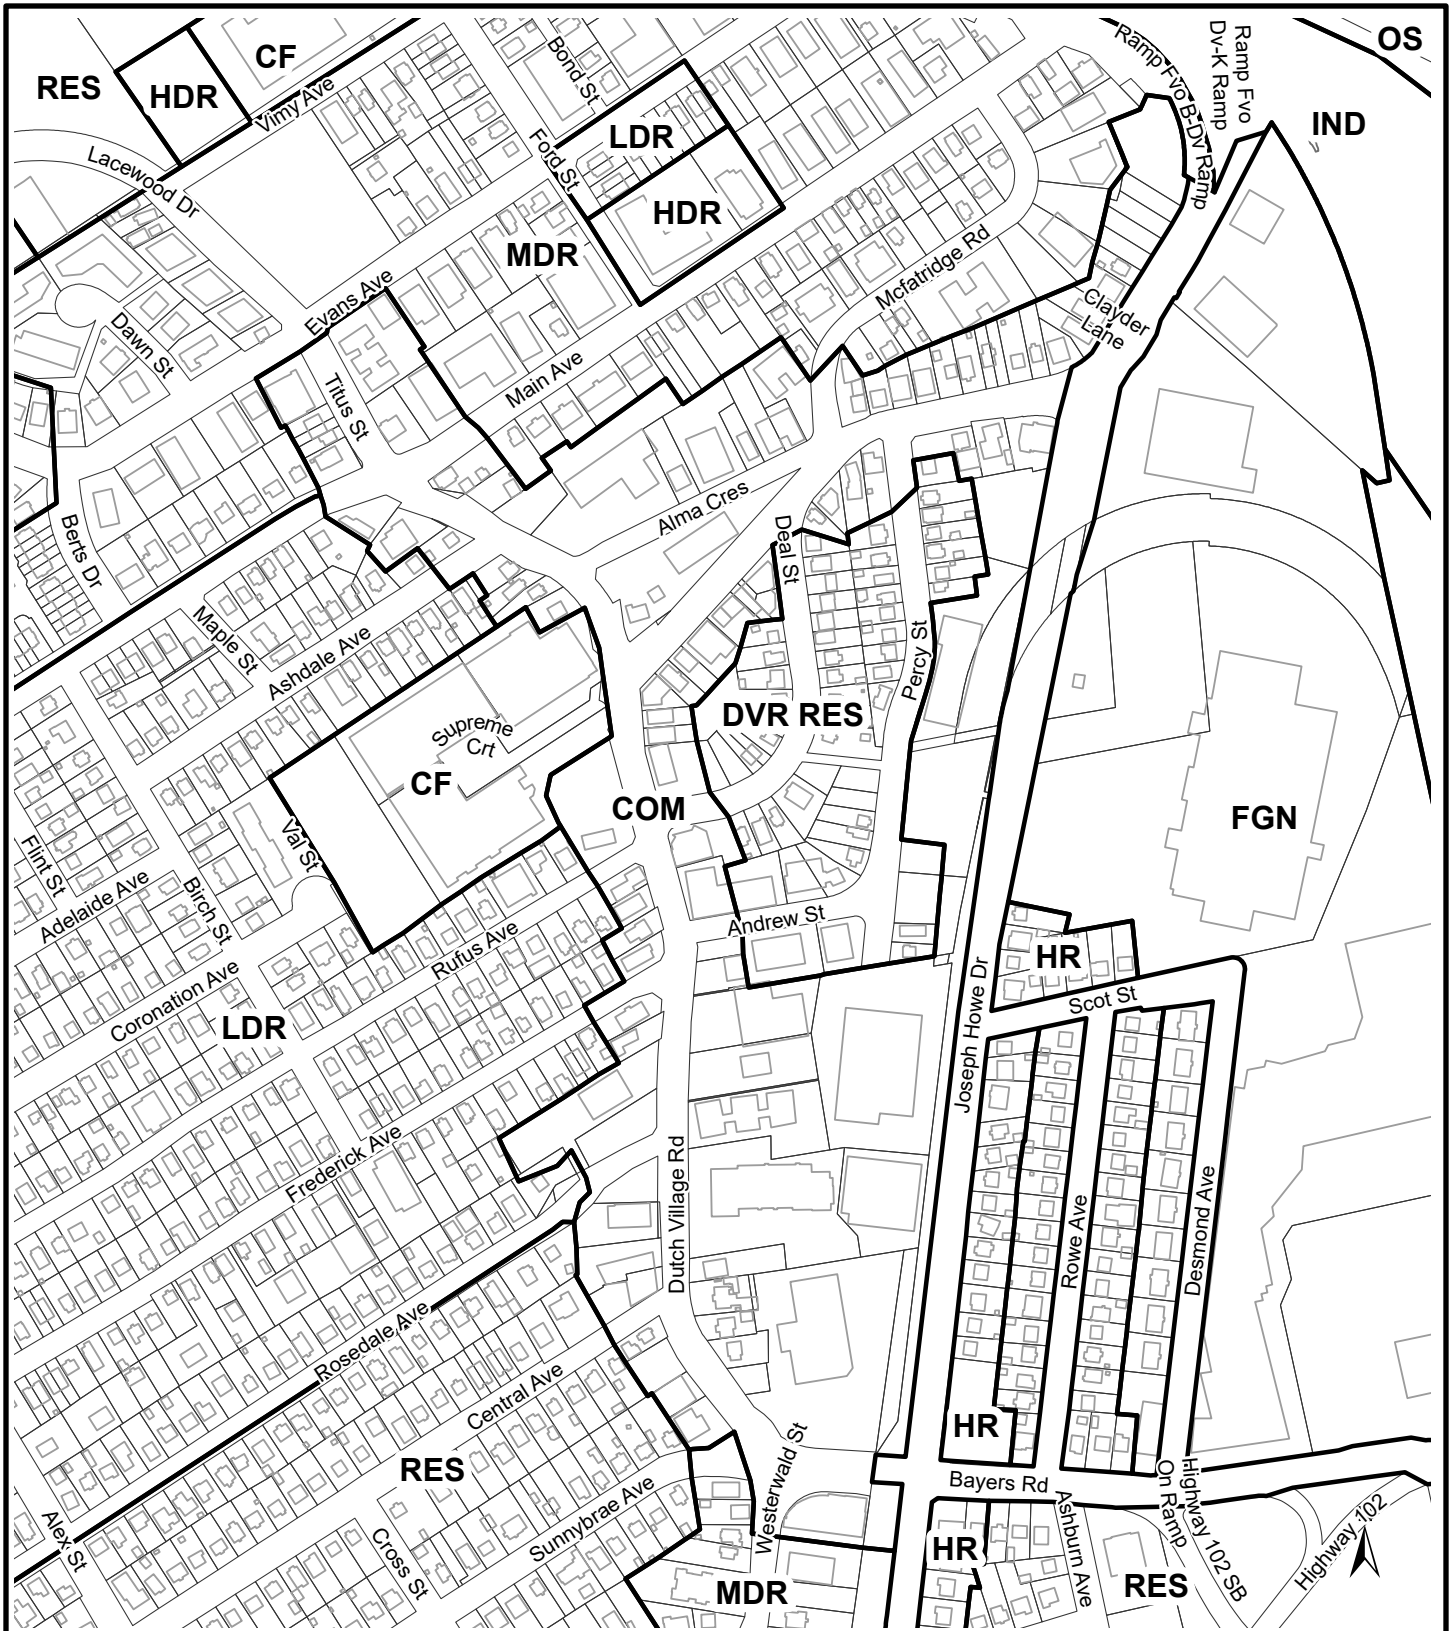 OS
CF
RES
HDR
IND
Bond St
Ramp Fvo B-Dv Ramp
Ramp Fvo
Dv-K Ramp
Vimy Ave
LDR
Ford St
Lacewood Dr
HDR
MDR
Mcfatridge Rd
Evans Ave
Clayder
Lane
Dawn St
Main Ave
Titus St
Alma Cres
Deal St
Berts Dr
Maple St
Ashdale Ave
Percy St
DVR RES
Supreme
Crt
CF
COM
FGN
Val St
Flint St
Adelaide Ave
Birch St
Andrew St
Rufus Ave
HR
Coronation Ave
LDR
Scot St
Joseph Howe Dr
Frederick Ave
Dutch Village Rd
Rowe Ave
Desmond Ave
Rosedale Ave
Central Ave
HR
RES
Westerwald St
Bayers Rd
Sunnybrae Ave
Alex St
Cross St
Ashburn Ave
Highway 102 SB
On Ramp
Highway 102
HR
MDR
RES